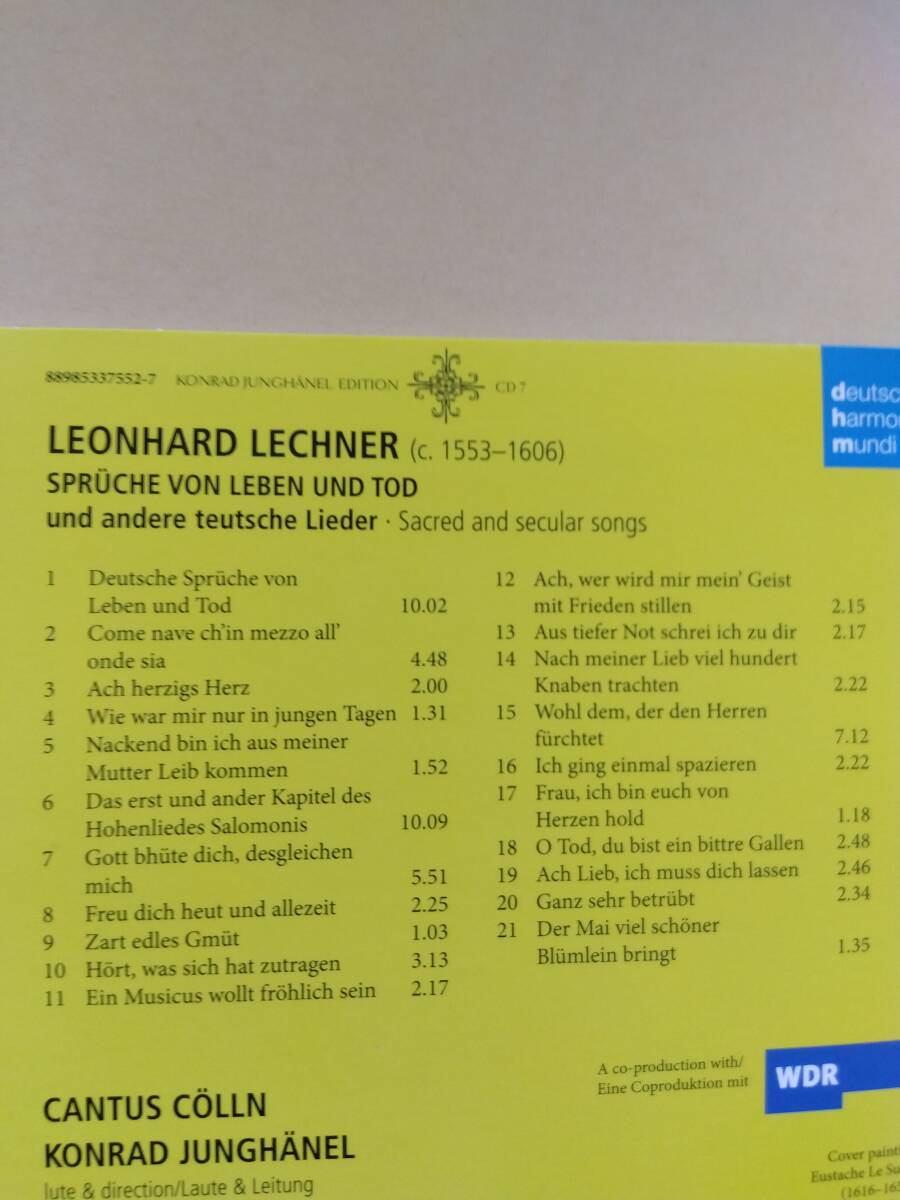 88985337552-7 KONRAD JUNGHÄNEL EDITION CD 7
deutsc
harmo
mundi
LEONHARD LECHNER (c. 1553–1606)
SPRÜCHE VON LEBEN UND TOD
und andere teutsche Lieder · Sacred and secular songs
1 Deutsche Sprüche von
Leben und Tod 10.02
2 Come nave ch'in mezzo all'
onde sia 4.48
3 Ach herzigs Herz 2.00
4 Wie war mir nur in jungen Tagen 1.31
5 Nackend bin ich aus meiner
Mutter Leib kommen 1.52
6 Das erst und ander Kapitel des
Hohenliedes Salomonis 10.09
7 Gott bhüte dich, desgleichen
mich 5.51
8 Freu dich heut und allezeit 2.25
9 Zart edles Gmüt 1.03
10 Hört, was sich hat zutragen 3.13
11 Ein Musicus wollt fröhlich sein 2.17
12 Ach, wer wird mir mein' Geist
mit Frieden stillen 2.15
13 Aus tiefer Not schrei ich zu dir 2.17
14 Nach meiner Lieb viel hundert
Knaben trachten 2.22
15 Wohl dem, der den Herren
fürchtet 7.12
16 Ich ging einmal spazieren 2.22
17 Frau, ich bin euch von
Herzen hold 1.18
18 O Tod, du bist ein bittre Gallen 2.48
19 Ach Lieb, ich muss dich lassen 2.46
20 Ganz sehr betrübt 2.34
21 Der Mai viel schöner
Blümlein bringt 1.35
A co-production with/
Eine Coproduktion mit
WDR
CANTUS CÖLLN
KONRAD JUNGHÄNEL
lute & direction/Laute & Leitung
Cover painti
Eustache Le Su
(1616–165